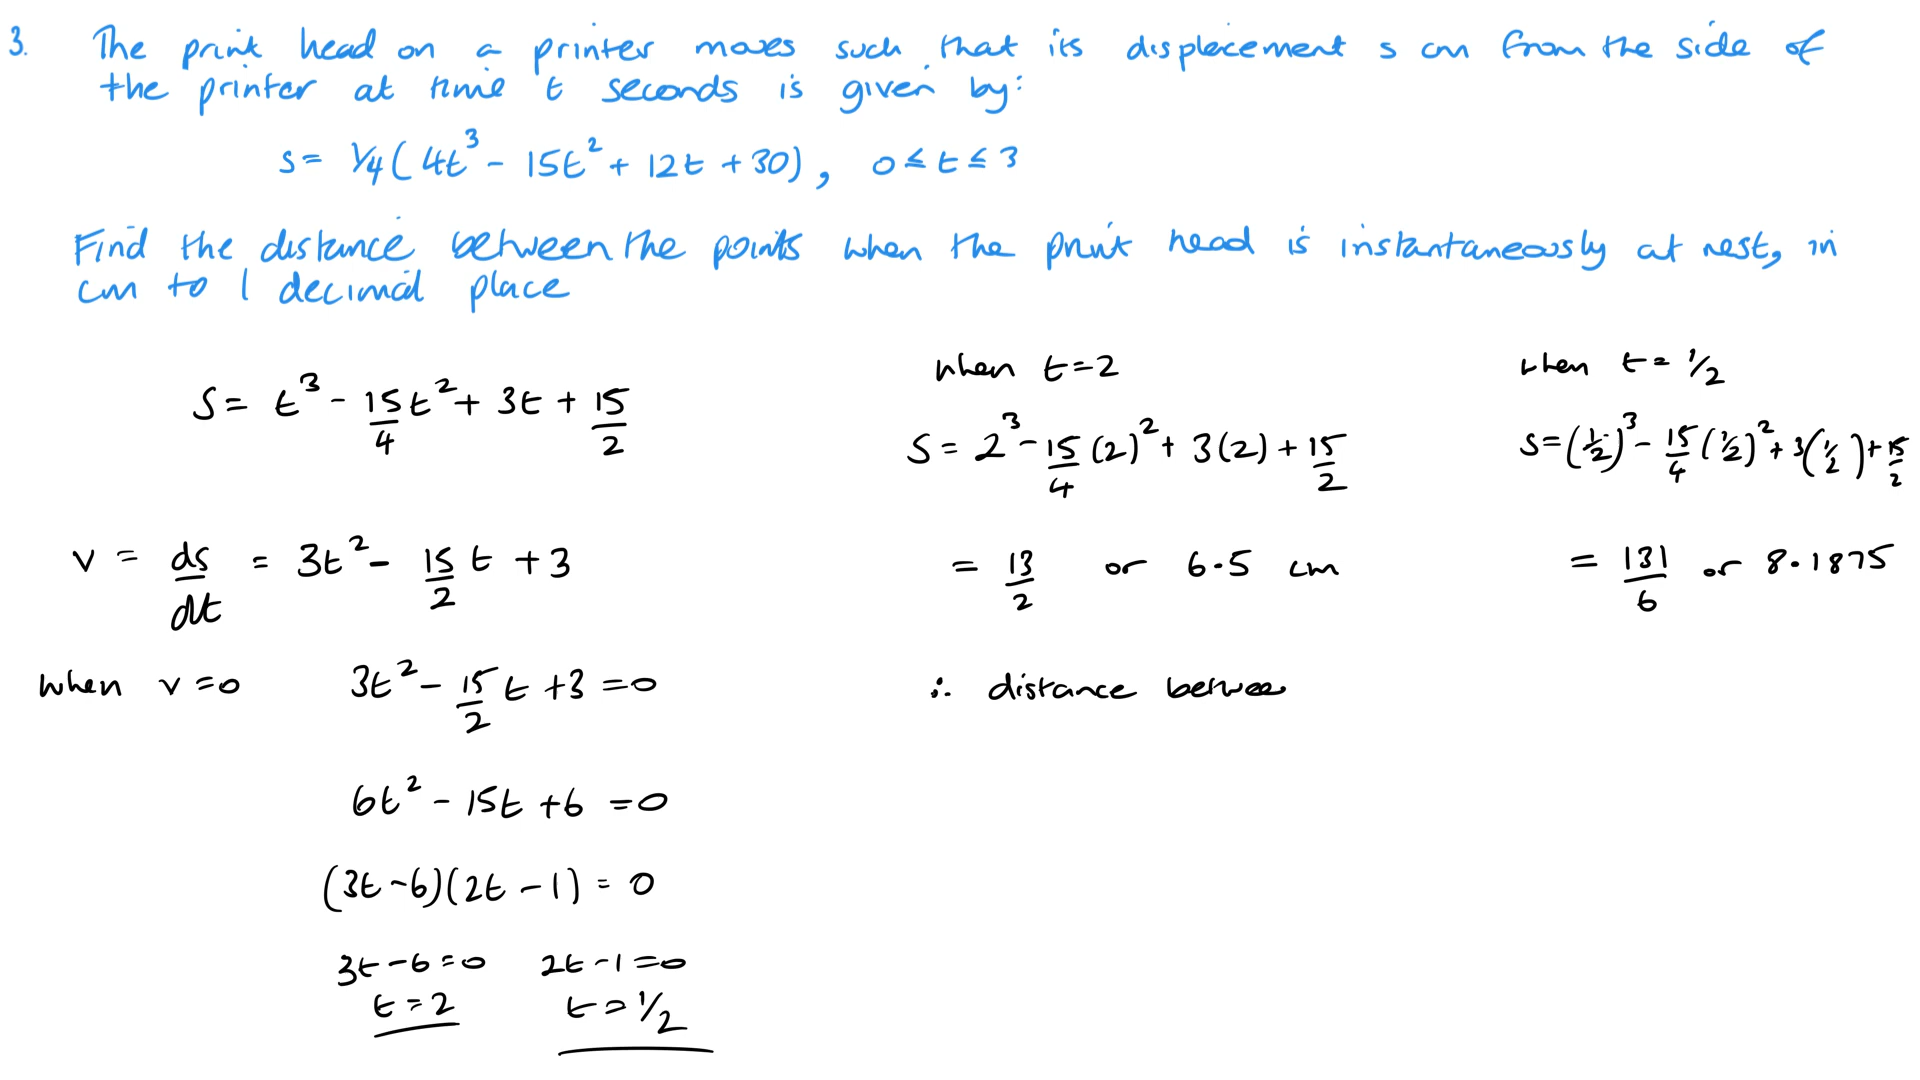 3. The print head on a printer moves such that its displacement s cm from the side of
the printer at time t seconds is given by:
s = 1/4 ( 4t³ - 15t² + 12t + 30 ) , 0 ≤ t ≤ 3
Find the distance between the points when the print head is instantaneously at rest, in
cm to 1 decimal place
S = t³ - 15/4 t² + 3t + 15/2
v = ds/dt = 3t² - 15/2 t + 3
when v = 0 3t² - 15/2 t + 3 = 0
6t² - 15t + 6 = 0
(3t - 6)(2t - 1) = 0
3t - 6 = 0 2t - 1 = 0
t = 2 t = 1/2
when t = 2
S = 2³ - 15/4 (2)² + 3(2) + 15/2
= 13/2 or 6.5 cm
∴ distance betwee
when t = 1/2
s = (1/2)³ - 15/4 (1/2)² + 3(1/2) + 15/2
= 131/6 or 8.1875